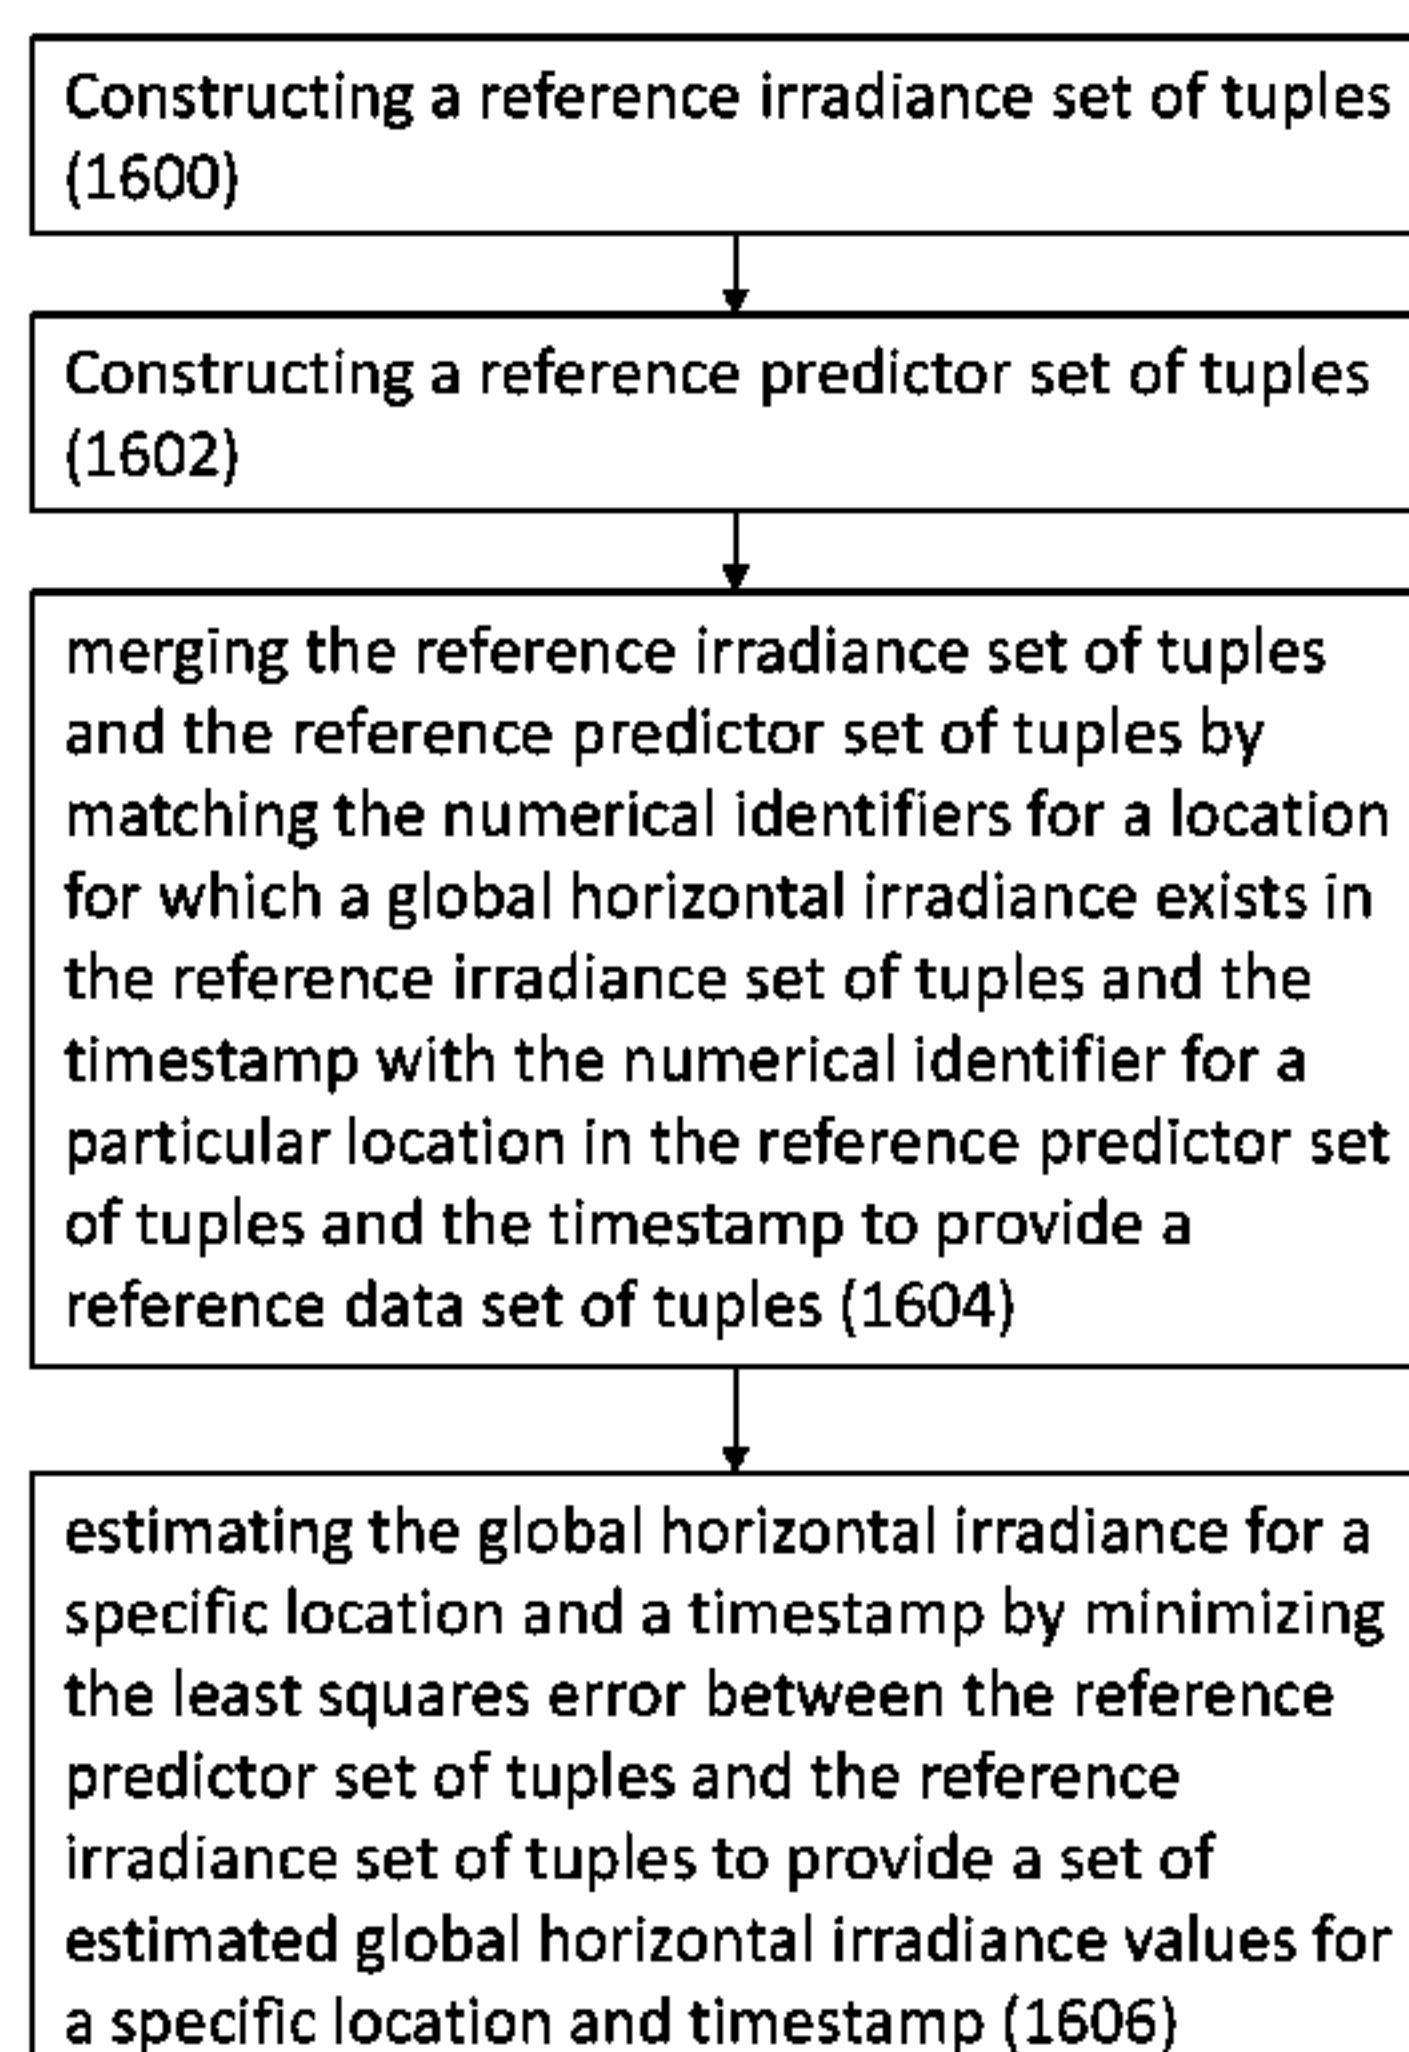 Constructing a reference irradiance set of tuples
(1600)
Constructing a reference predictor set of tuples
(1602)
merging the reference irradiance set of tuples
and the reference predictor set of tuples by
matching the numerical identifiers for a location
for which a global horizontal irradiance exists in
the reference irradiance set of tuples and the
timestamp with the numerical identifier for a
particular location in the reference predictor set
of tuples and the timestamp to provide a
reference data set of tuples (1604)
estimating the global horizontal irradiance for a
specific location and a timestamp by minimizing
the least squares error between the reference
predictor set of tuples and the reference
irradiance set of tuples to provide a set of
estimated global horizontal irradiance values for
a specific location and timestamp (1606)